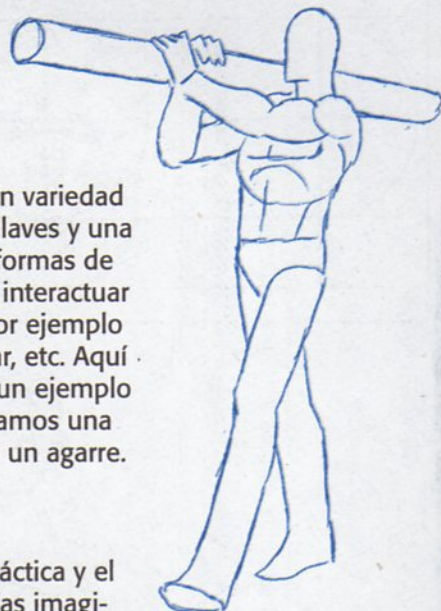 n variedad
laves y una
formas de
interactuar
or ejemplo
ar, etc. Aquí
un ejemplo
amos una
un agarre.
áctica y el
as imagi-